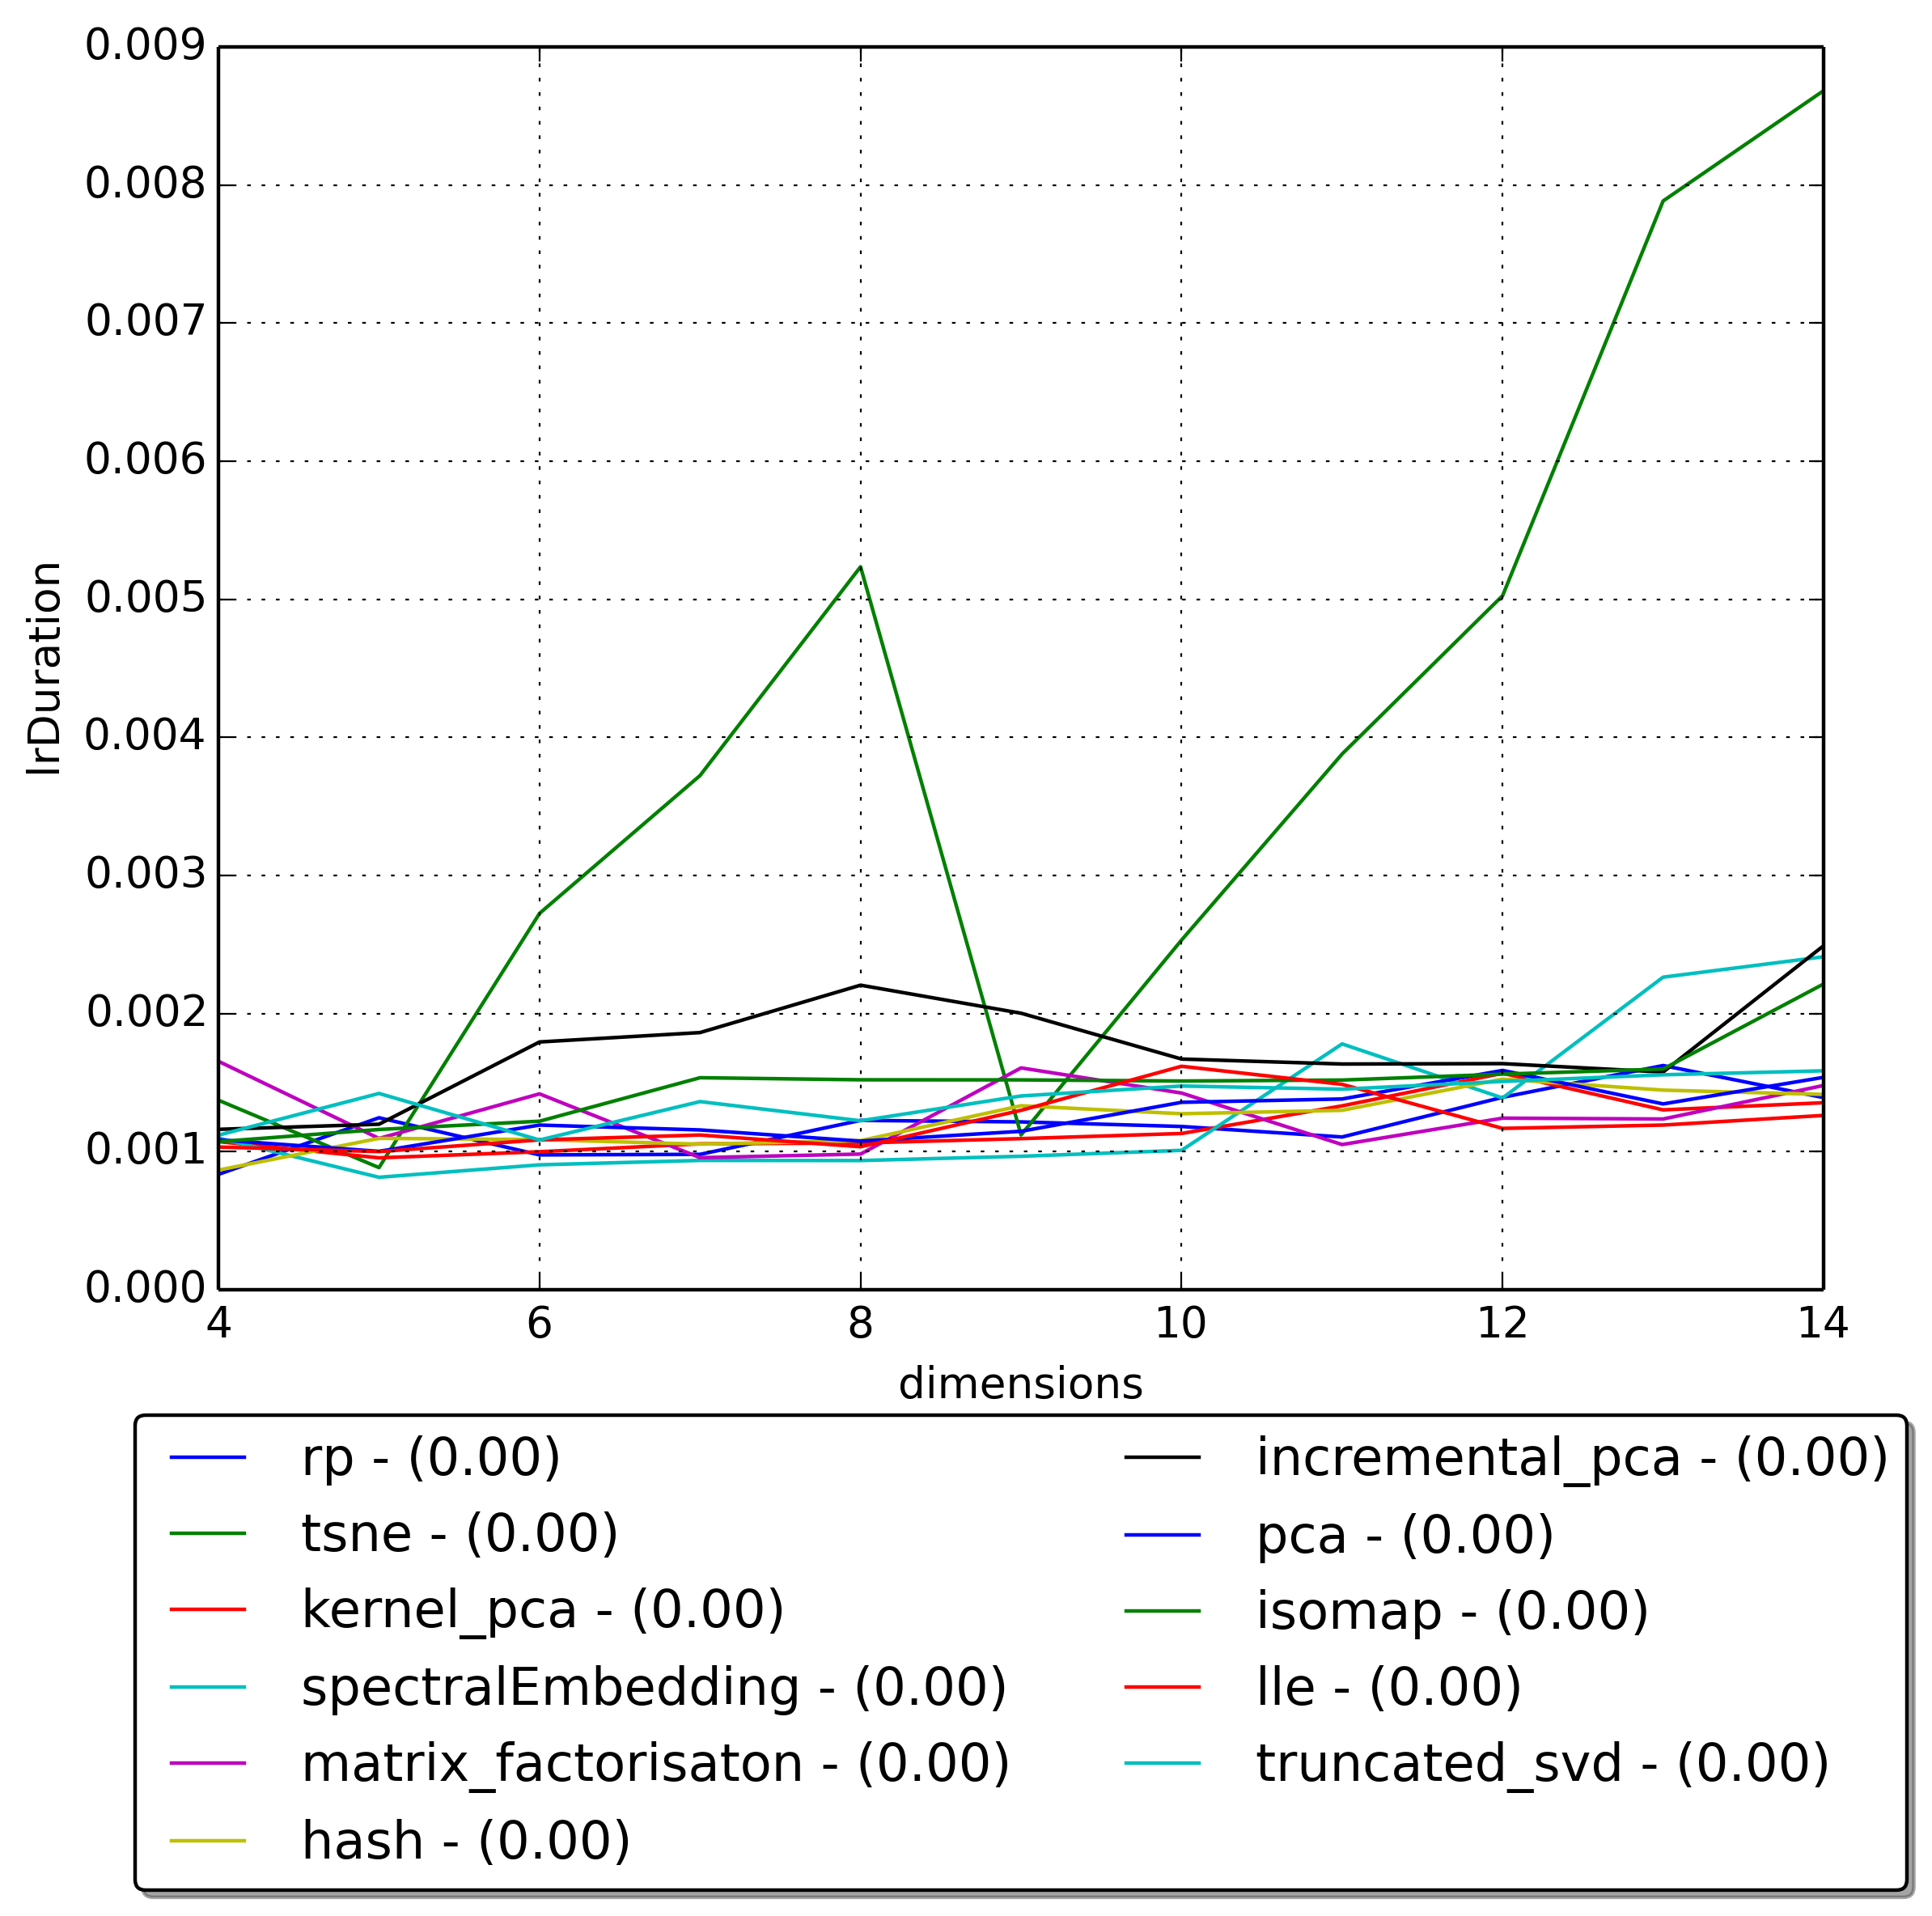 0.009
0.008
0.007
0.006
0.005
0.004
0.003
0.002
0.001
0.000
lrDuration
4 6 8 10 12 14
dimensions
rp - (0.00)
tsne - (0.00)
kernel_pca - (0.00)
spectralEmbedding - (0.00)
matrix_factorisaton - (0.00)
hash - (0.00)
incremental_pca - (0.00)
pca - (0.00)
isomap - (0.00)
lle - (0.00)
truncated_svd - (0.00)